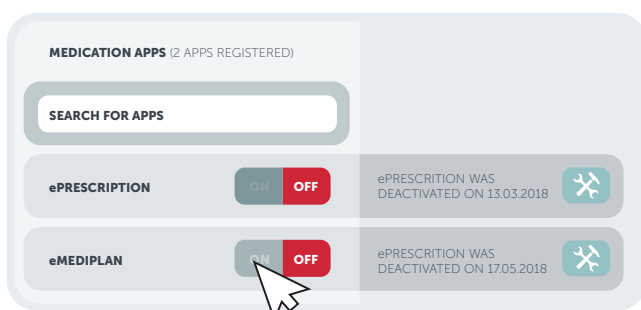 MEDICATION APPS (2 APPS REGISTERED)
SEARCH FOR APPS
ePRESCRIPTION ON OFF
ePRESCRITION WAS
DEACTIVATED ON 13.03.2018
eMEDIPLAN ON OFF
ePRESCRITION WAS
DEACTIVATED ON 17.05.2018